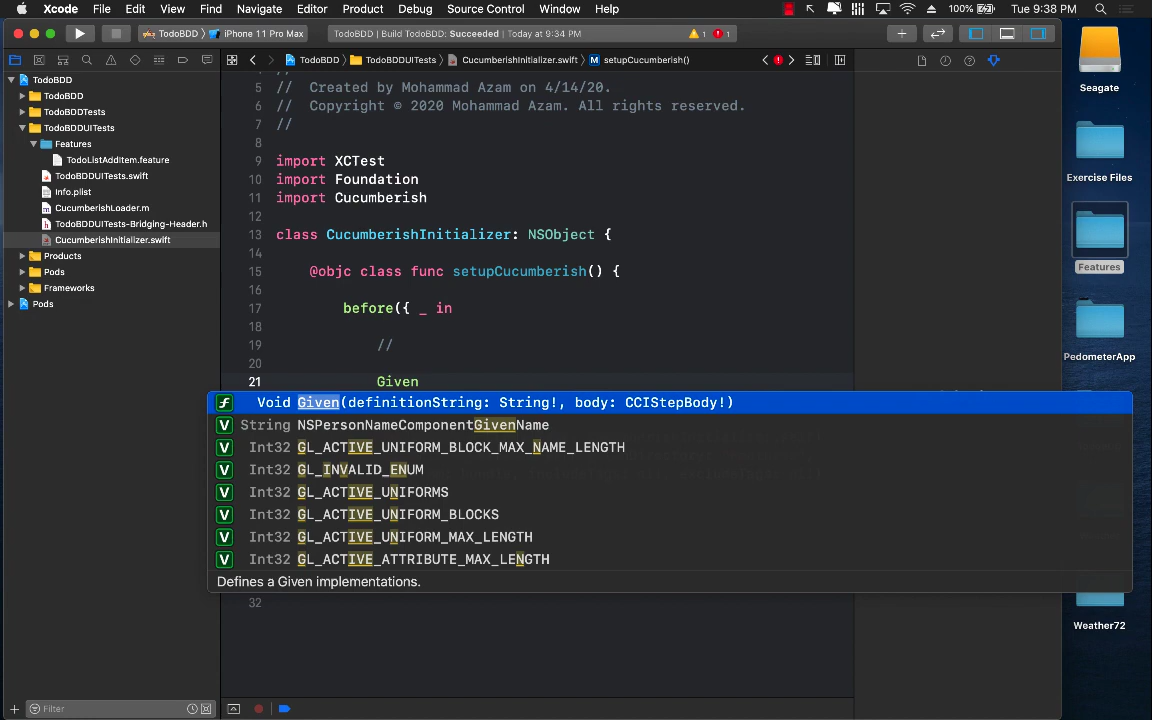 Xcode File Edit View Find Navigate Editor Product Debug Source Control Window Help 100% Tue 9:38 PM
TodoBDD iPhone 11 Pro Max TodoBDD | Build TodoBDD: Succeeded | Today at 9:34 PM 1 1
TodoBDD TodoBDDUITests CucumberishInitializer.swift M setupCucumberish()
TodoBDD
TodoBDD
TodoBDDTests
TodoBDDUITests
Features
TodoListAddItem.feature
TodoBDDUITests.swift
Info.plist
CucumberishLoader.m
TodoBDDUITests-Bridging-Header.h
CucumberishInitializer.swift
Products
Pods
Frameworks
Pods
5 // Created by Mohammad Azam on 4/14/20.
6 // Copyright © 2020 Mohammad Azam. All rights reserved.
7 //
8
9 import XCTest
10 import Foundation
11 import Cucumberish
12
13 class CucumberishInitializer: NSObject {
14
15 @objc class func setupCucumberish() {
16
17 before({ _ in
18
19 //
20
21 Given
f Void Given(definitionString: String!, body: CCIStepBody!)
V String NSPersonNameComponentGivenName
V Int32 GL_ACTIVE_UNIFORM_BLOCK_MAX_NAME_LENGTH
V Int32 GL_INVALID_ENUM
V Int32 GL_ACTIVE_UNIFORMS
V Int32 GL_ACTIVE_UNIFORM_BLOCKS
V Int32 GL_ACTIVE_UNIFORM_MAX_LENGTH
V Int32 GL_ACTIVE_ATTRIBUTE_MAX_LENGTH
Defines a Given implementations.
32
Filter
Seagate
Exercise Files
Features
PedometerApp
Weather72